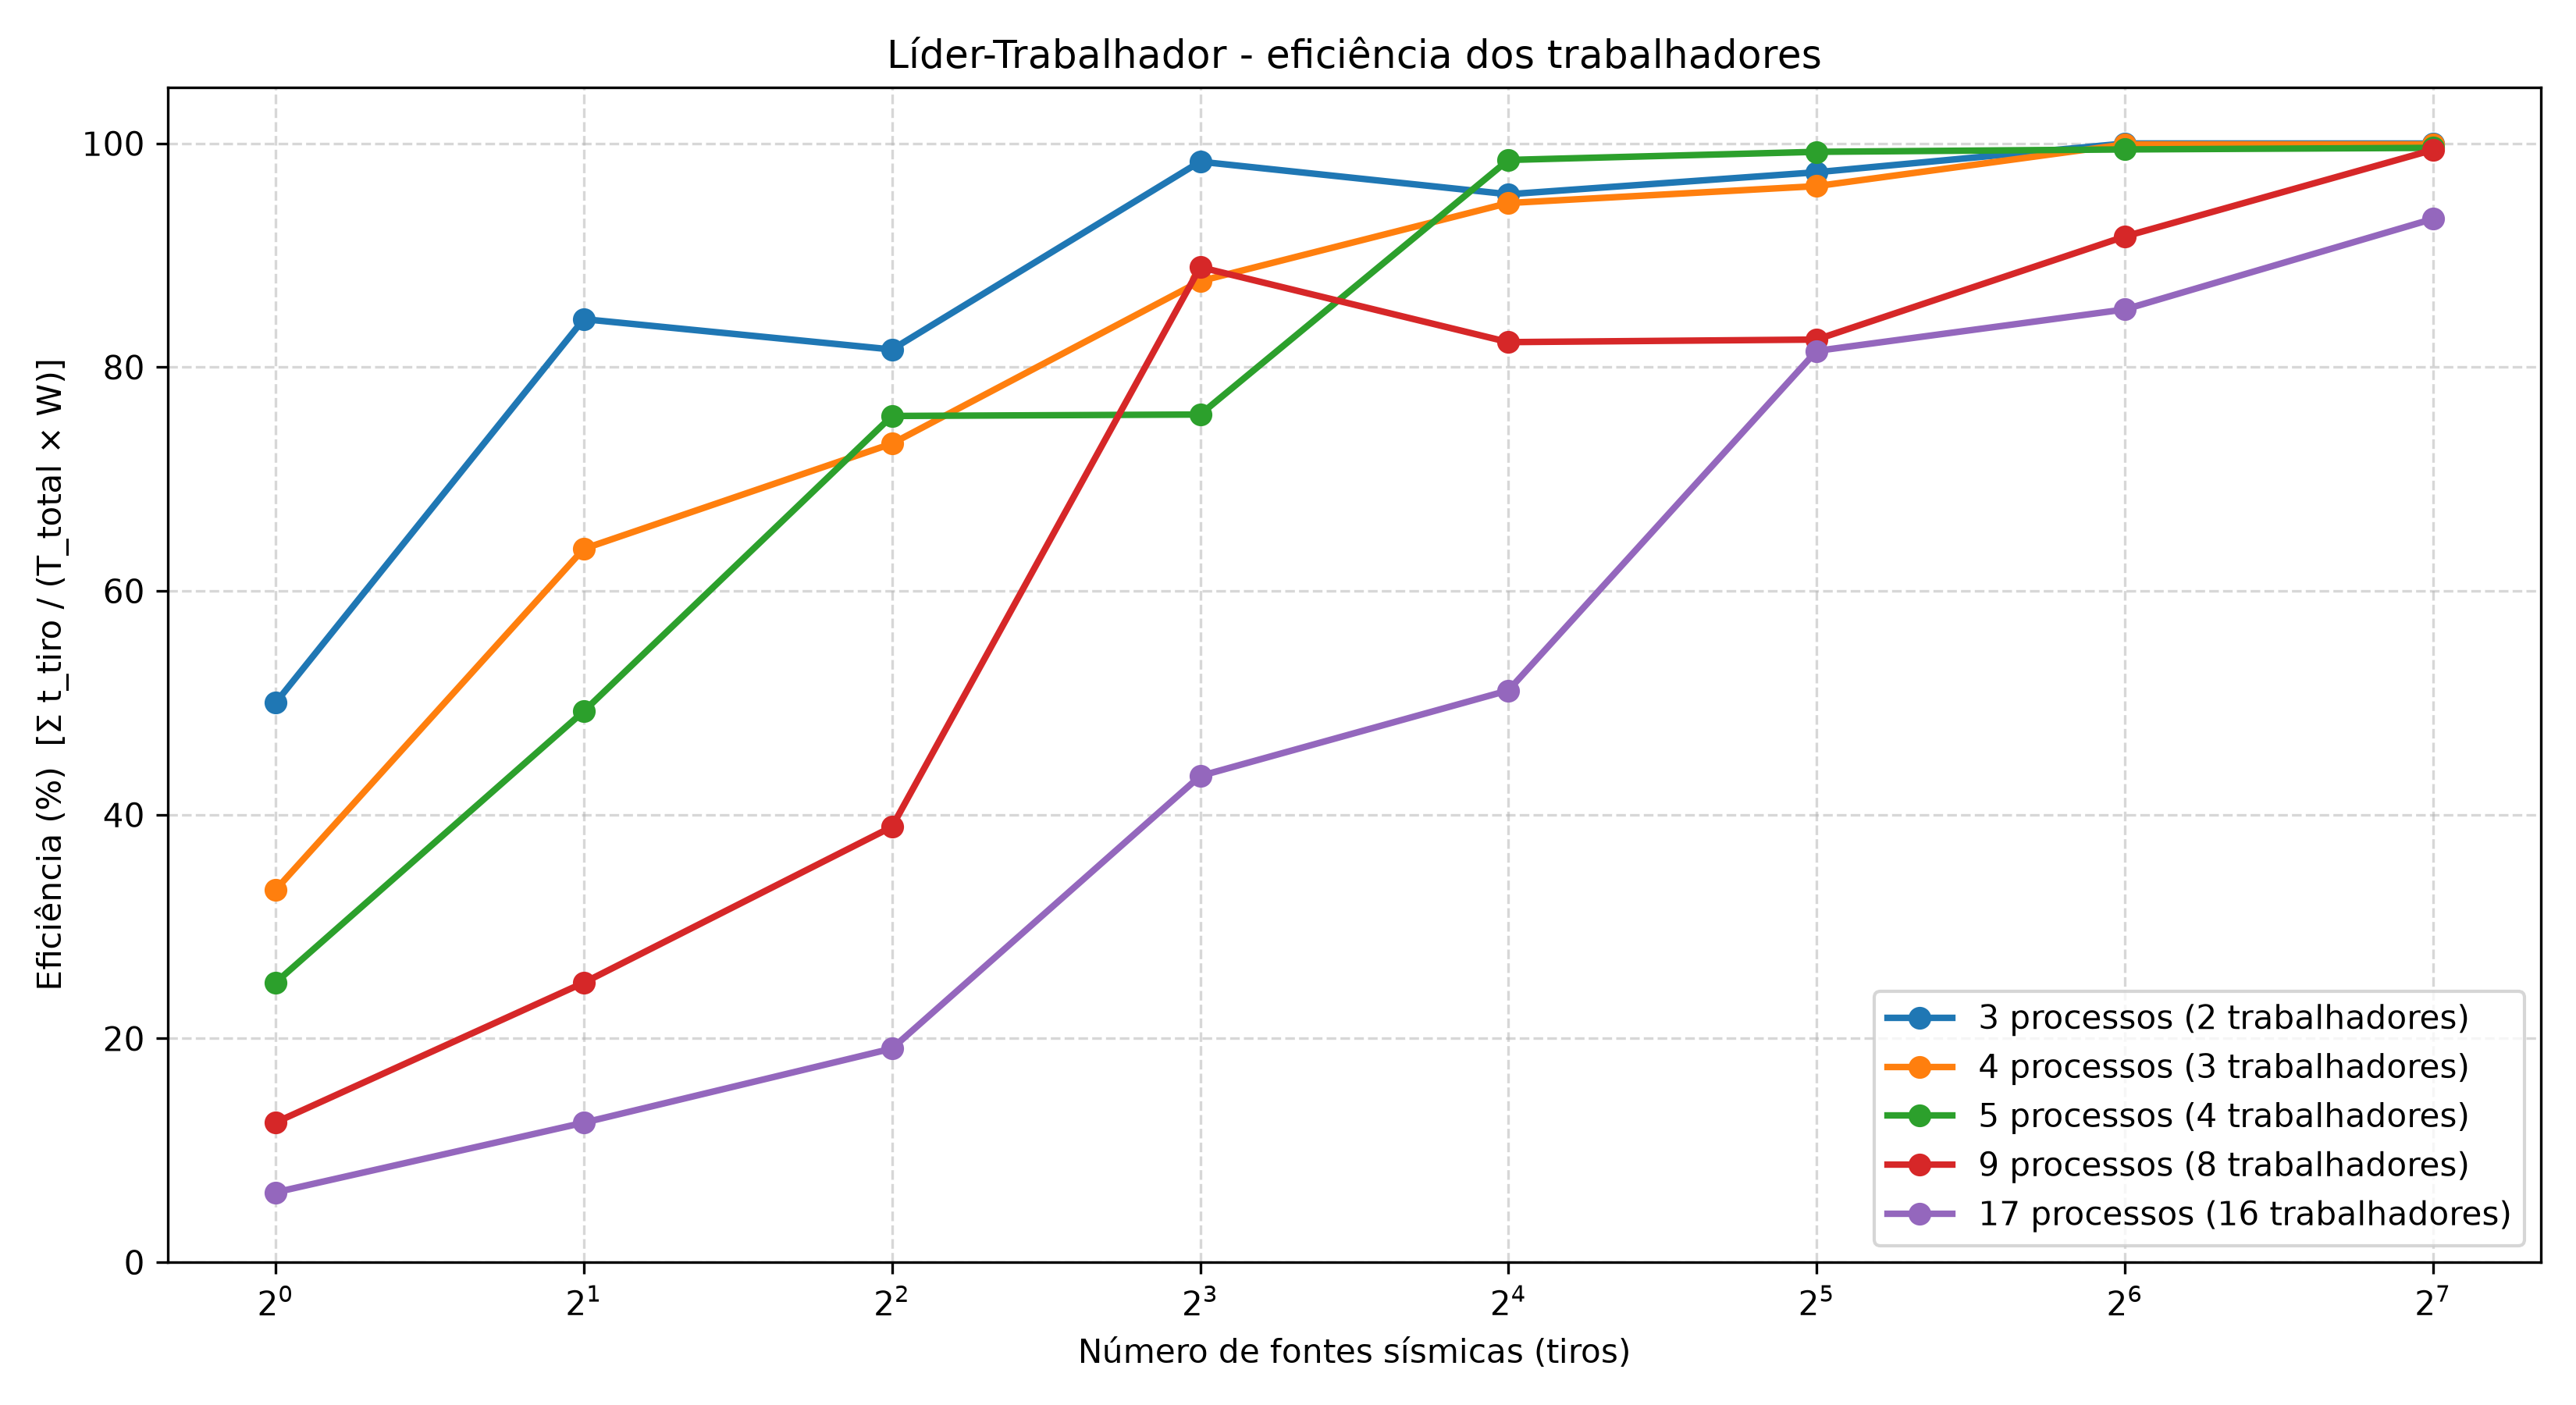 Líder-Trabalhador - eficiência dos trabalhadores
Eficiência (%)  [Σ t_tiro / (T_total × W)]
100
80
60
40
20
0
2⁰ 2¹ 2² 2³ 2⁴ 2⁵ 2⁶ 2⁷
Número de fontes sísmicas (tiros)
3 processos (2 trabalhadores)
4 processos (3 trabalhadores)
5 processos (4 trabalhadores)
9 processos (8 trabalhadores)
17 processos (16 trabalhadores)